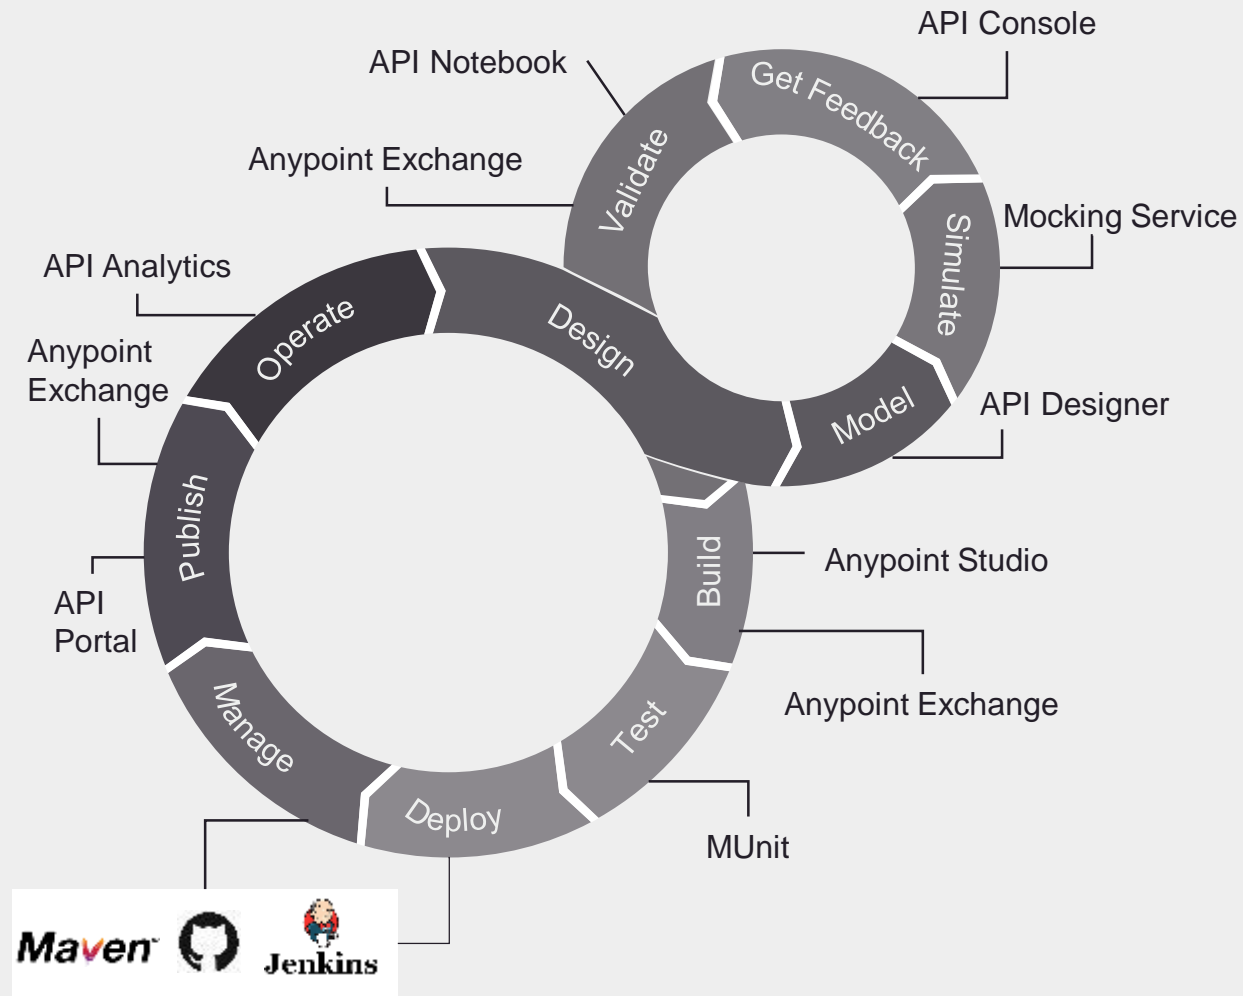 API Console
API Notebook
Get Feedback
Validate
Anypoint Exchange
Simulate
Mocking Service
API Analytics
Operate
Design
Anypoint
Exchange
Model
API Designer
Publish
Build
Anypoint Studio
API
Portal
Manage
Test
Anypoint Exchange
Deploy
MUnit
Maven
Jenkins